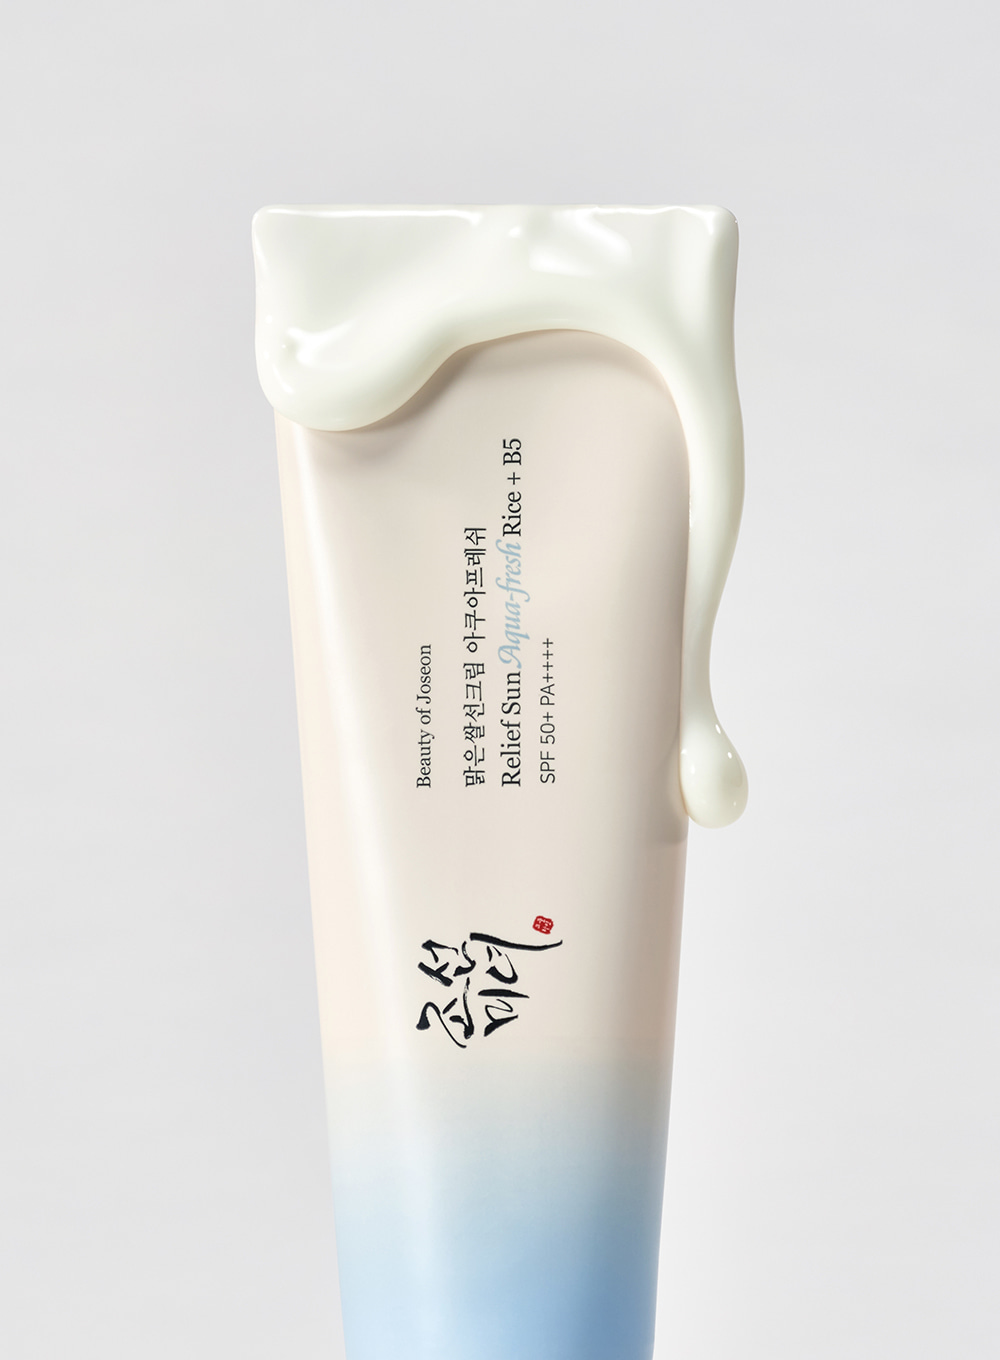 Beauty of Joseon
맑은쌀선크림 아쿠아프레쉬
Relief Sun Aqua-fresh Rice + B5
SPF 50+ PA++++
조선
미녀